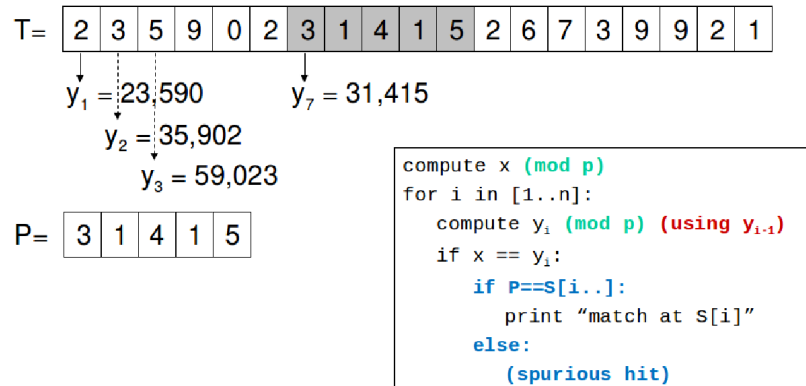 T= 2 3 5 9 0 2 3 1 4 1 5 2 6 7 3 9 9 2 1
y1 = 23,590
y7 = 31,415
y2 = 35,902
y3 = 59,023
P= 3 1 4 1 5
compute x (mod p)
for i in [1..n]:
compute yi (mod p) (using yi-1)
if x == yi:
if P==S[i..]:
print “match at S[i]”
else:
(spurious hit)